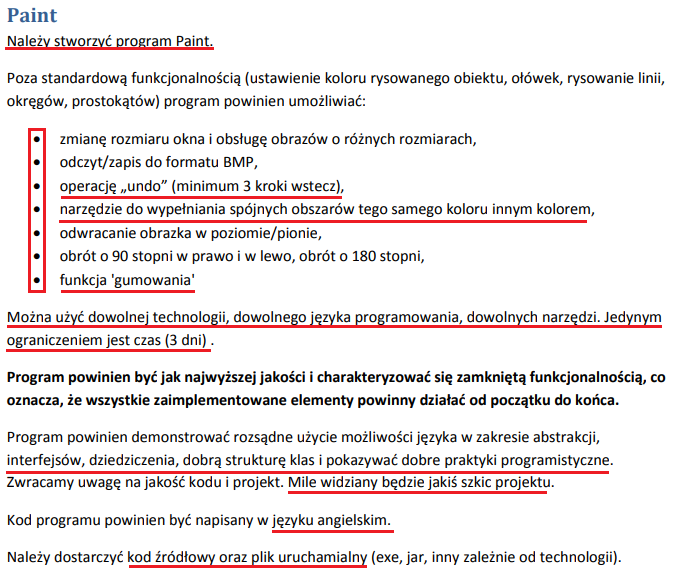 Paint
Należy stworzyć program Paint.
Poza standardową funkcjonalnością (ustawienie koloru rysowanego obiektu, ołówek, rysowanie linii,
okręgów, prostokątów) program powinien umożliwiać:
• zmianę rozmiaru okna i obsługę obrazów o różnych rozmiarach,
• odczyt/zapis do formatu BMP,
• operację „undo” (minimum 3 kroki wstecz),
• narzędzie do wypełniania spójnych obszarów tego samego koloru innym kolorem,
• odwracanie obrazka w poziomie/pionie,
• obrót o 90 stopni w prawo i w lewo, obrót o 180 stopni,
• funkcja 'gumowania'
Można użyć dowolnej technologii, dowolnego języka programowania, dowolnych narzędzi. Jedynym
ograniczeniem jest czas (3 dni) .
Program powinien być jak najwyższej jakości i charakteryzować się zamkniętą funkcjonalnością, co
oznacza, że wszystkie zaimplementowane elementy powinny działać od początku do końca.
Program powinien demonstrować rozsądne użycie możliwości języka w zakresie abstrakcji,
interfejsów, dziedziczenia, dobrą strukturę klas i pokazywać dobre praktyki programistyczne.
Zwracamy uwagę na jakość kodu i projekt. Mile widziany będzie jakiś szkic projektu.
Kod programu powinien być napisany w języku angielskim.
Należy dostarczyć kod źródłowy oraz plik uruchamialny (exe, jar, inny zależnie od technologii).